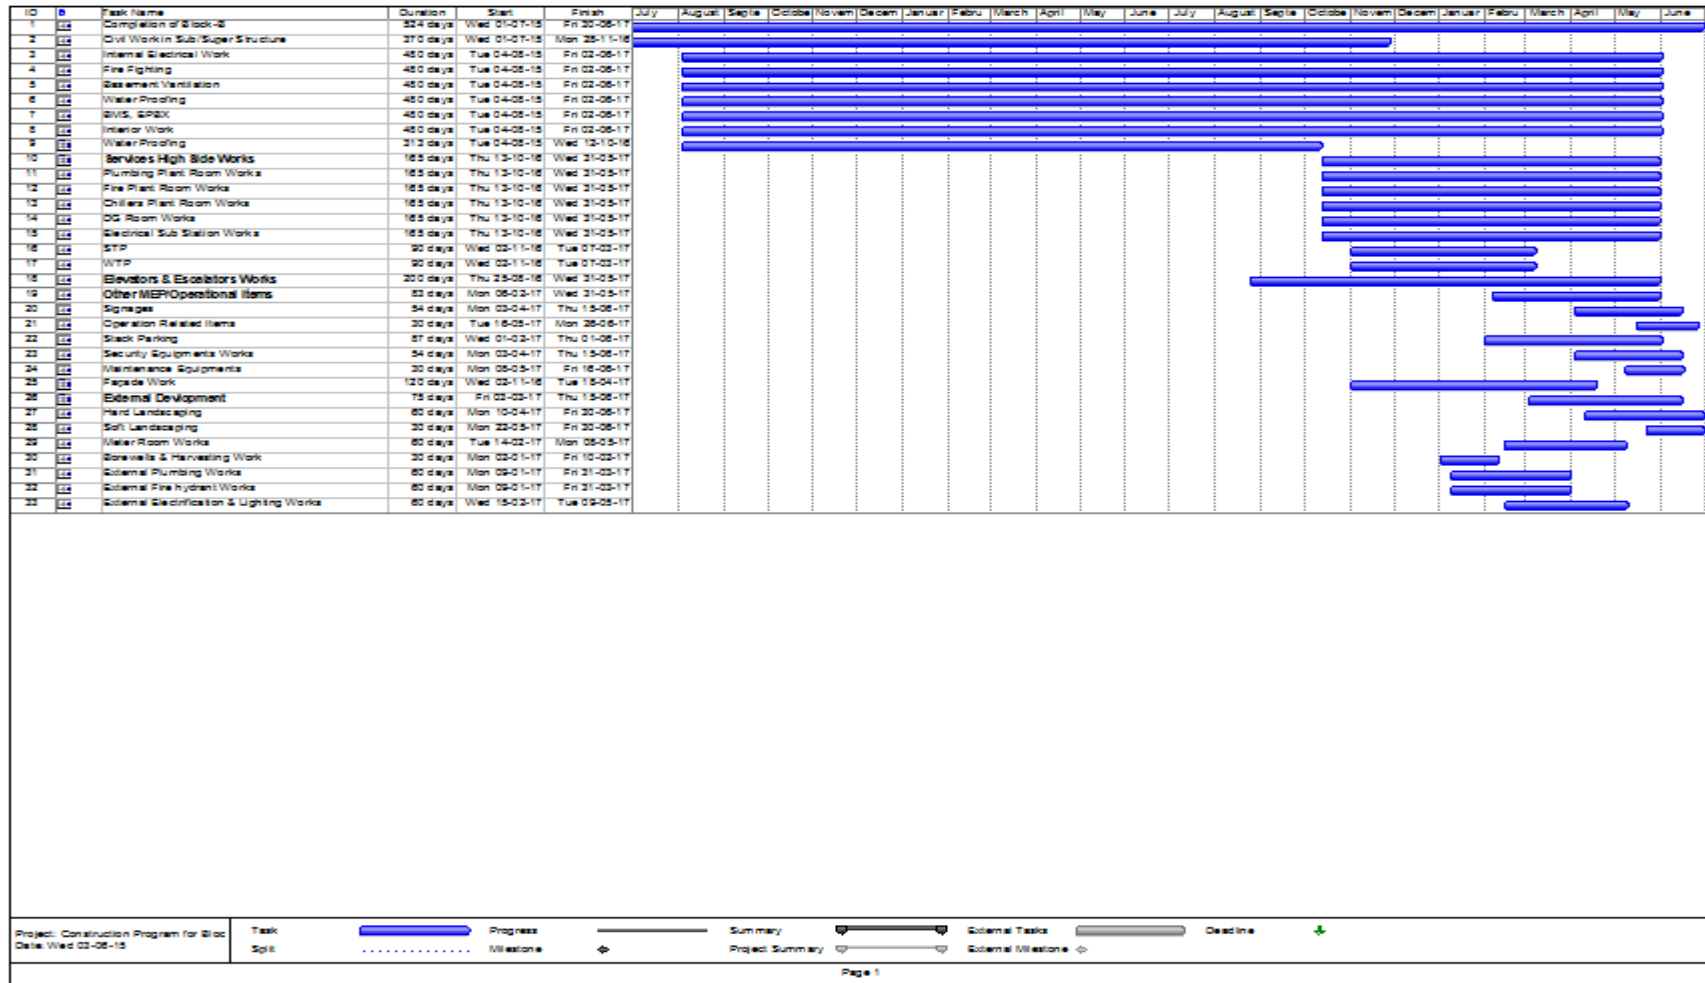 ID Task Name Duration Start Finish July August Septe Octobe Novem Decem Januar Febru March April May June July August Septe Octobe Novem Decem Januar Febru March April May June
1 Completion of Block-B 524 days Wed 01-07-15 Fri 30-06-17
2 Civil Work in Sub/Super Structure 370 days Wed 01-07-15 Mon 28-11-16
3 Internal Electrical Work 480 days Tue 04-08-15 Fri 02-06-17
4 Fire Fighting 480 days Tue 04-08-15 Fri 02-06-17
5 Basement Ventilation 480 days Tue 04-08-15 Fri 02-06-17
6 Water Proofing 480 days Tue 04-08-15 Fri 02-06-17
7 BMS, EPBX 480 days Tue 04-08-15 Fri 02-06-17
8 Interior Work 480 days Tue 04-08-15 Fri 02-06-17
9 Water Proofing 313 days Tue 04-08-15 Wed 12-10-16
10 Services High Side Works 165 days Thu 13-10-16 Wed 31-05-17
11 Plumbing Plant Room Works 165 days Thu 13-10-16 Wed 31-05-17
12 Fire Plant Room Works 165 days Thu 13-10-16 Wed 31-05-17
13 Chillers Plant Room Works 165 days Thu 13-10-16 Wed 31-05-17
14 DG Room Works 165 days Thu 13-10-16 Wed 31-05-17
15 Electrical Sub Station Works 165 days Thu 13-10-16 Wed 31-05-17
16 STP 90 days Wed 02-11-16 Tue 07-03-17
17 WTP 90 days Wed 02-11-16 Tue 07-03-17
18 Elevators & Escalators Works 200 days Thu 25-08-16 Wed 31-05-17
19 Other MEP/Operational Items 83 days Mon 06-02-17 Wed 31-05-17
20 Signages 54 days Mon 03-04-17 Thu 15-06-17
21 Operation Related Items 30 days Tue 16-05-17 Mon 26-06-17
22 Stack Parking 87 days Wed 01-02-17 Thu 01-06-17
23 Security Equipments Works 54 days Mon 03-04-17 Thu 15-06-17
24 Maintenance Equipments 30 days Mon 08-05-17 Fri 16-06-17
25 Façade Work 120 days Wed 02-11-16 Tue 18-04-17
26 External Devlopment 75 days Fri 03-03-17 Thu 15-06-17
27 Hard Landscaping 60 days Mon 10-04-17 Fri 30-06-17
28 Soft Landscaping 30 days Mon 22-05-17 Fri 30-06-17
29 Meter Room Works 60 days Tue 14-02-17 Mon 08-05-17
30 Borewells & Harvesting Work 30 days Mon 02-01-17 Fri 10-02-17
31 External Plumbing Works 60 days Mon 09-01-17 Fri 31-03-17
32 External Fire hydrant Works 60 days Mon 09-01-17 Fri 31-03-17
33 External Electrification & Lighting Works 60 days Wed 15-02-17 Tue 09-05-17
Project: Construction Program for Bloc
Date: Wed 03-06-15
Task Progress Summary External Tasks Deadline
Split Milestone Project Summary External Milestone
Page 1